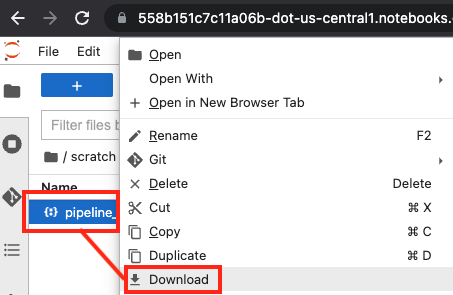 558b151c7c11a06b-dot-us-central1.notebooks.
File Edit
Open
Open With
+ Open in New Browser Tab
Filter files b
Rename F2
/ scratch
Git
Name
Delete Delete
Cut ⌘ X
pipeline_
Copy ⌘ C
Duplicate ⌘ D
Download